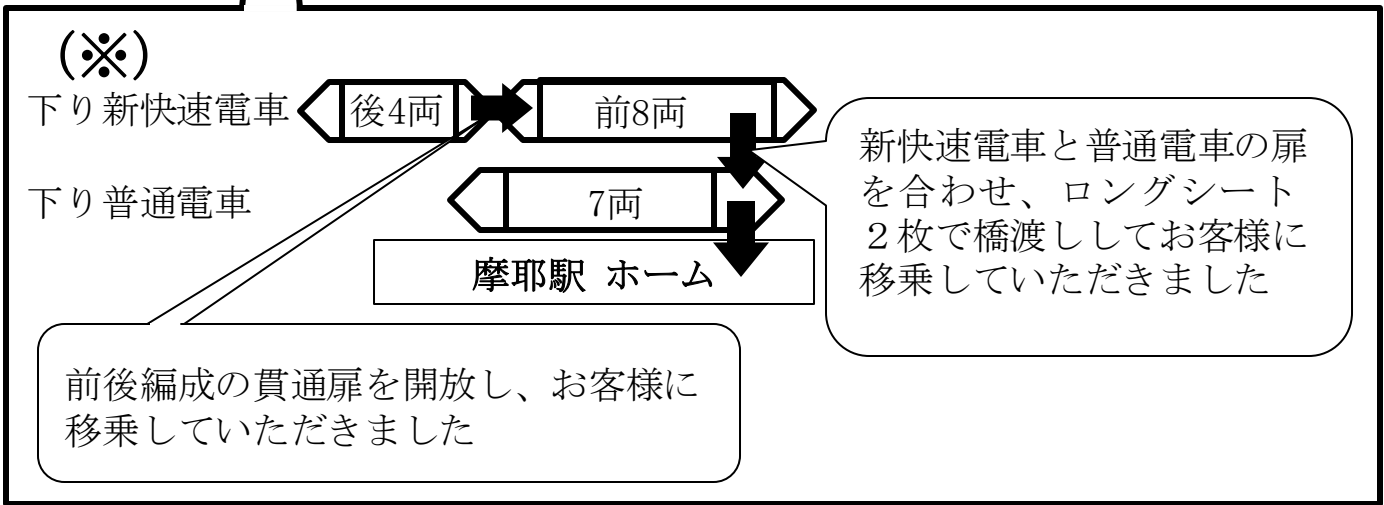 (※)
下り新快速電車
後4両
前8両
新快速電車と普通電車の扉
を合わせ、ロングシート
２枚で橋渡ししてお客様に
移乗していただきました
下り普通電車
7両
摩耶駅 ホーム
前後編成の貫通扉を開放し、お客様に
移乗していただきました